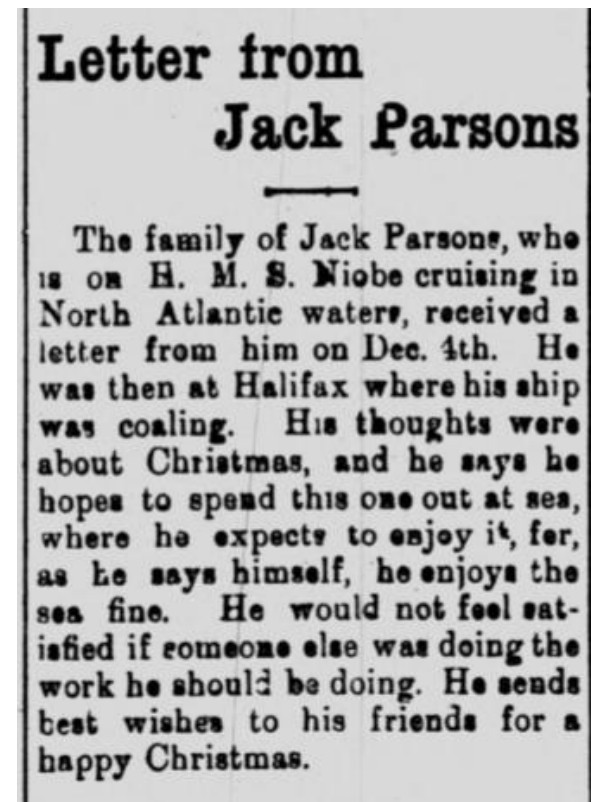 Letter from
Jack Parsons
The family of Jack Parsons, who
is on H. M. S. Niobe cruising in
North Atlantic waters, received a
letter from him on Dec. 4th. He
was then at Halifax where his ship
was coaling. His thoughts were
about Christmas, and he says he
hopes to spend this one out at sea,
where he expects to enjoy it, for,
as he says himself, he enjoys the
sea fine. He would not feel sat-
isfied if someone else was doing the
work he should be doing. He sends
best wishes to his friends for a
happy Christmas.